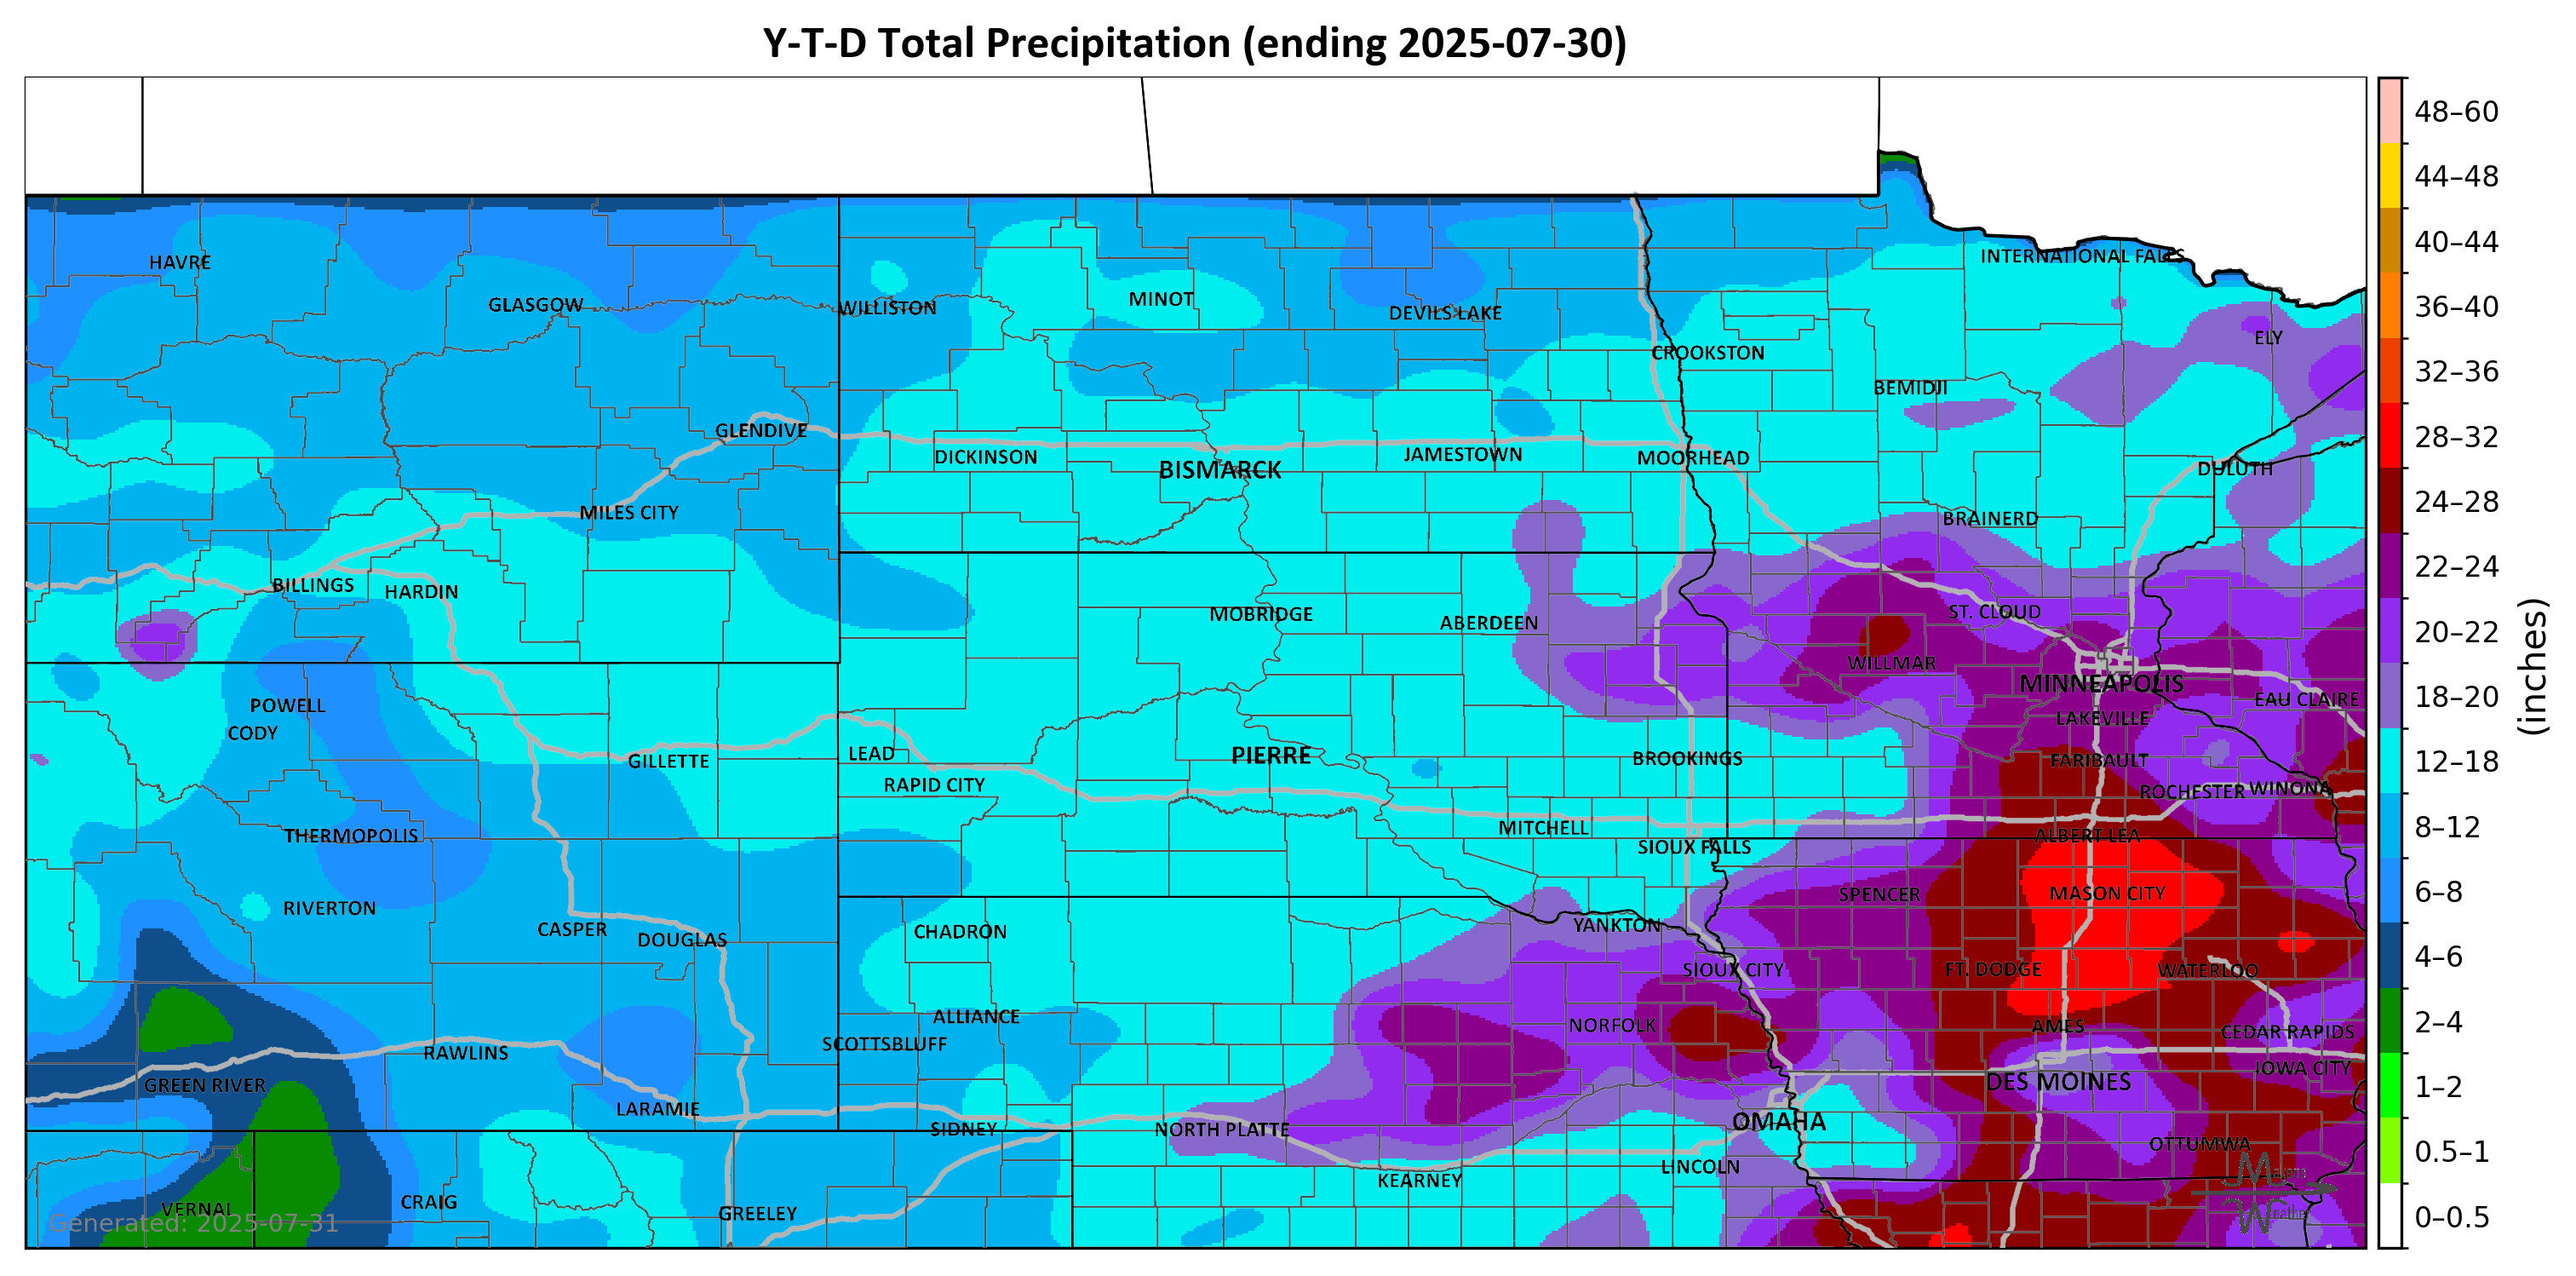 Y-T-D Total Precipitation (ending 2025-07-30)
48–60
44–48
40–44
36–40
32–36
28–32
24–28
22–24
20–22
18–20
12–18
8–12
6–8
4–6
2–4
1–2
0.5–1
0–0.5
(inches)
INTERNATIONAL FALLS
HAVRE
MINOT
GLASGOW
WILLISTON
DEVILS LAKE
ELY
CROOKSTON
BEMIDJI
GLENDIVE
JAMESTOWN
DICKINSON
MOORHEAD
BISMARCK
DULUTH
MILES CITY
BRAINERD
BILLINGS
HARDIN
ST. CLOUD
MOBRIDGE
ABERDEEN
WILLMAR
MINNEAPOLIS
EAU CLAIRE
POWELL
LAKEVILLE
CODY
LEAD
PIERRE
BROOKINGS
GILLETTE
FARIBAULT
RAPID CITY
ROCHESTER
WINONA
MITCHELL
THERMOPOLIS
ALBERT LEA
SIOUX FALLS
SPENCER
MASON CITY
RIVERTON
YANKTON
CASPER
CHADRON
DOUGLAS
SIOUX CITY
FT. DODGE
WATERLOO
ALLIANCE
NORFOLK
AMES
CEDAR RAPIDS
SCOTTSBLUFF
RAWLINS
IOWA CITY
GREEN RIVER
DES MOINES
LARAMIE
OMAHA
SIDNEY
NORTH PLATTE
OTTUMWA
LINCOLN
KEARNEY
CRAIG
VERNAL
GREELEY
Generated: 2025-07-31